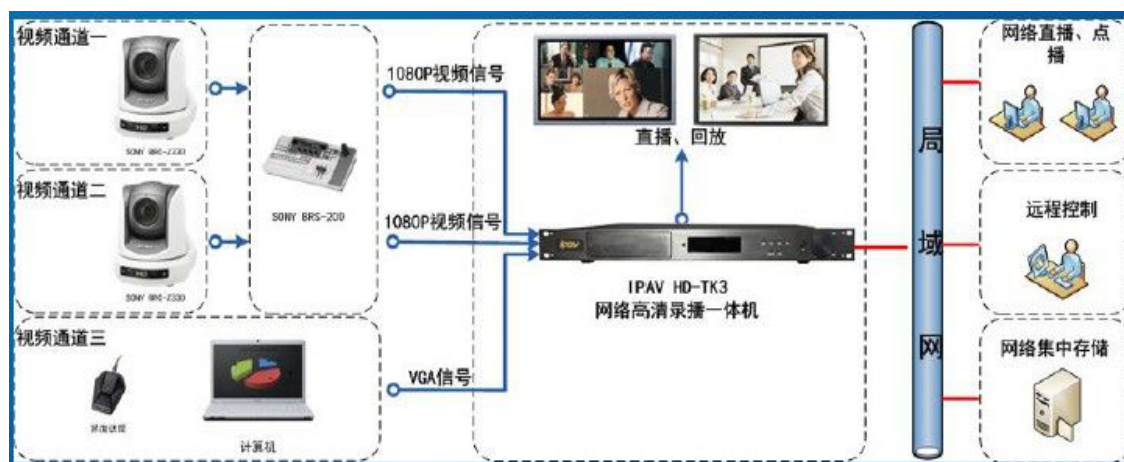 视频通道一
SONY BRC-Z330
视频通道二
SONY BRC-Z330
SONY BRS-200
1080P视频信号
1080P视频信号
直播、回放
ipav
IPAV HD-TK3
网络高清录播一体机
视频通道三
计算机
VGA信号
局
域
网
网络直播、点
播
远程控制
网络集中存储